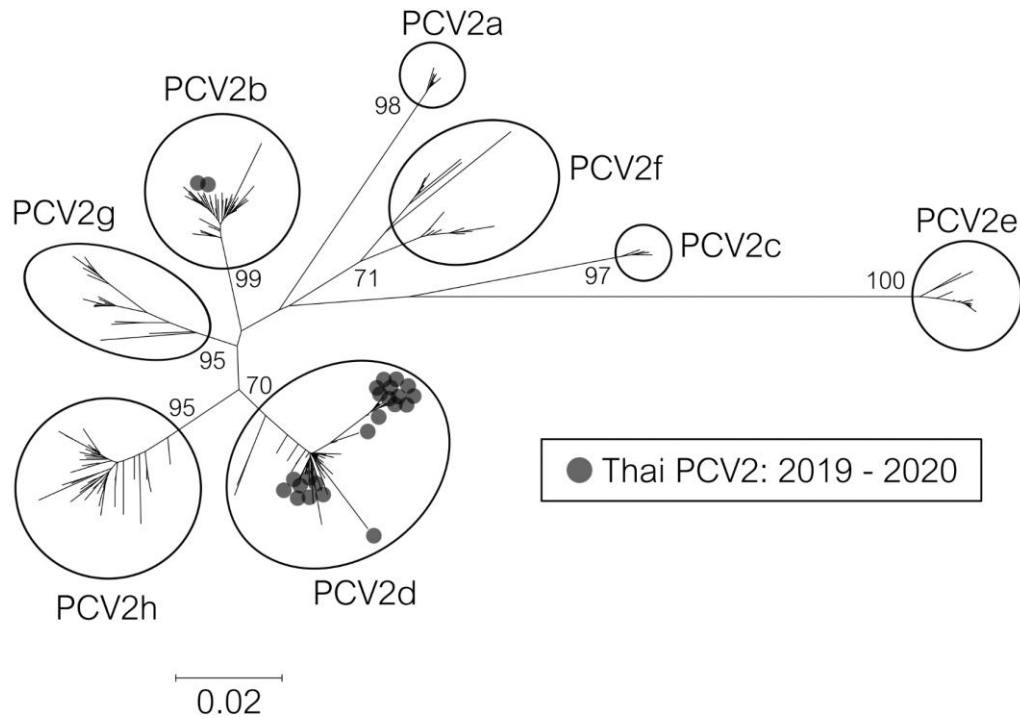 PCV2a
98
PCV2b
PCV2f
PCV2g
99
71
PCV2c
97
PCV2e
100
95
70
95
Thai PCV2: 2019 - 2020
PCV2h
PCV2d
0.02